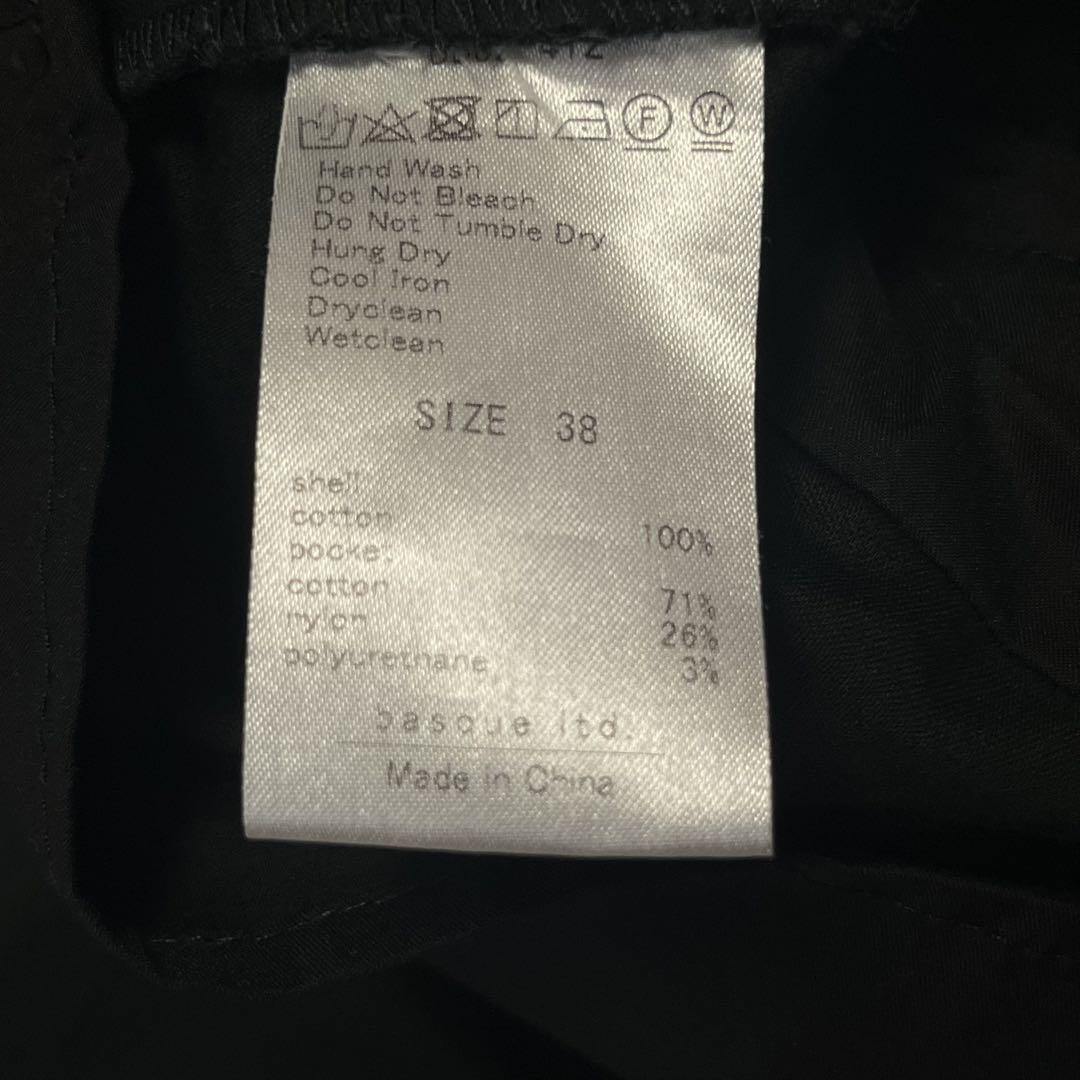 Hand Wash
Do Not Bleach
Do Not Tumble Dry
Hung Dry
Cool Iron
Dryclean
Wetclean
SIZE 38
shell
cotton 100%
pocket
cotton 71%
nylon 26%
polyurethane 3%
basque ltd.
Made in China